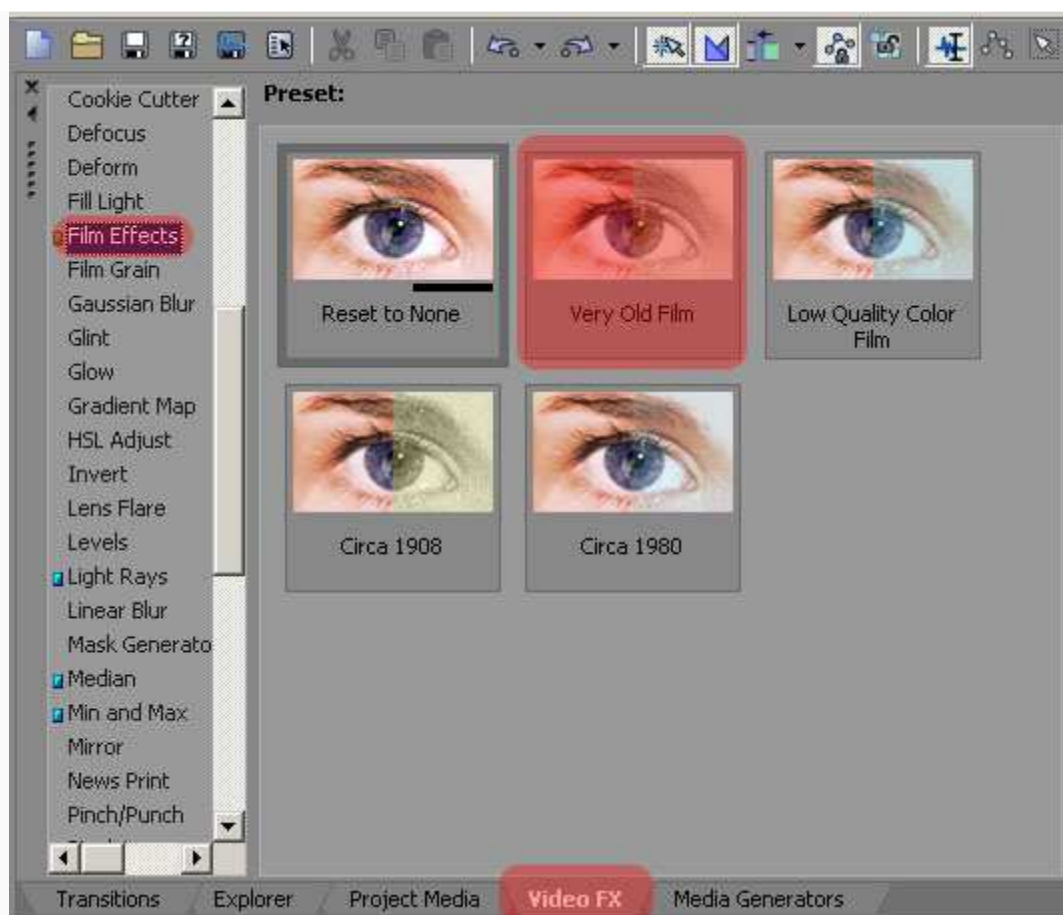 Preset:
Cookie Cutter
Defocus
Deform
Fill Light
Film Effects
Film Grain
Gaussian Blur
Glint
Glow
Gradient Map
HSL Adjust
Invert
Lens Flare
Levels
Light Rays
Linear Blur
Mask Generato
Median
Min and Max
Mirror
News Print
Pinch/Punch
Reset to None
Very Old Film
Low Quality Color
Film
Circa 1908
Circa 1980
Transitions
Explorer
Project Media
Video FX
Media Generators